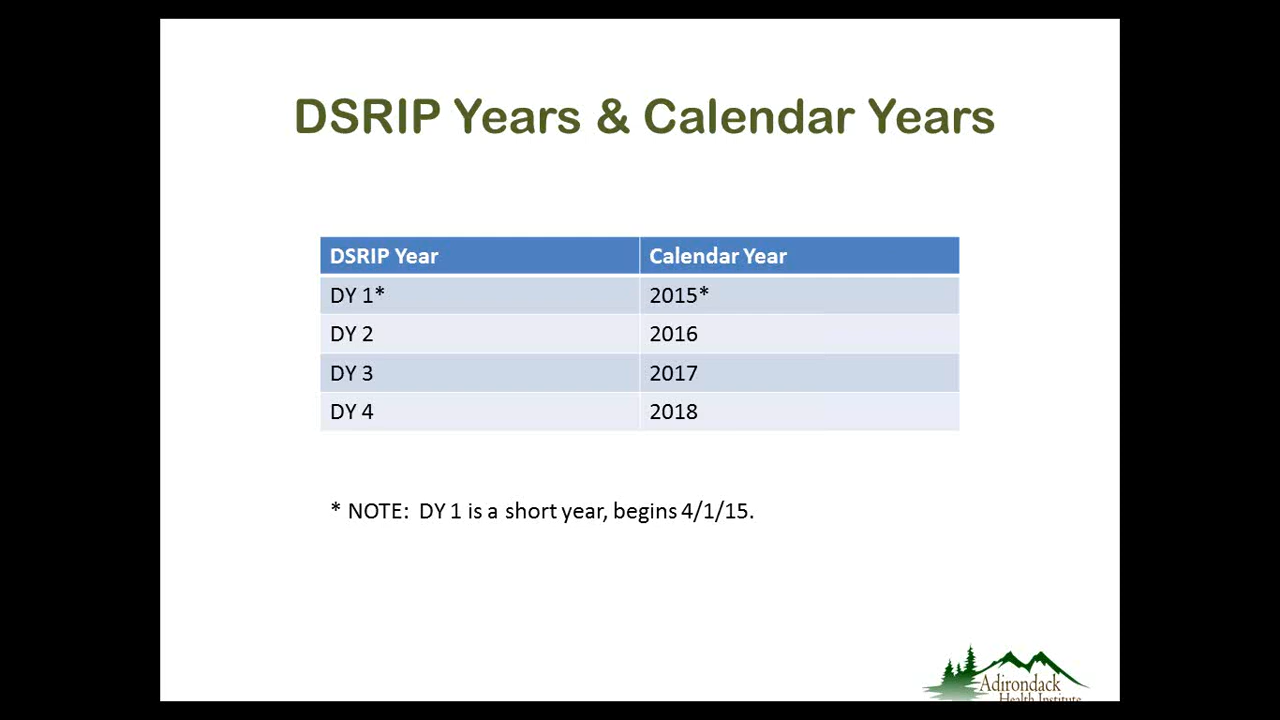 DSRIP Years & Calendar Years
DSRIP Year Calendar Year
DY 1* 2015*
DY 2 2016
DY 3 2017
DY 4 2018
* NOTE: DY 1 is a short year, begins 4/1/15.
Adirondack
Health Institute